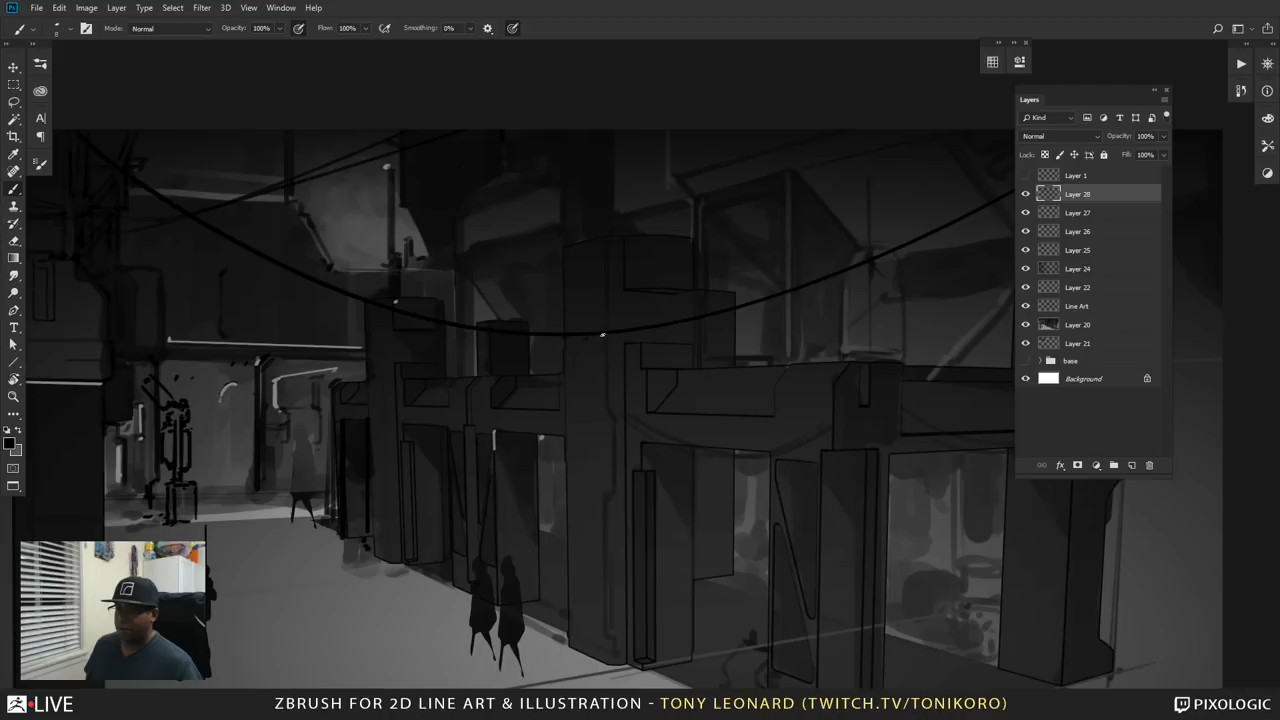 File Edit Image Layer Type Select Filter 3D View Window Help
Mode: Normal Opacity: 100% Flow: 100% Smoothing: 0%
Layers
Kind
Normal Opacity: 100%
Lock: Fill: 100%
Layer 1
Layer 28
Layer 27
Layer 26
Layer 25
Layer 24
Layer 22
Line Art
Layer 20
Layer 21
base
Background
LIVE ZBRUSH FOR 2D LINE ART & ILLUSTRATION - TONY LEONARD (TWITCH.TV/TONIKORO) PIXOLOGIC